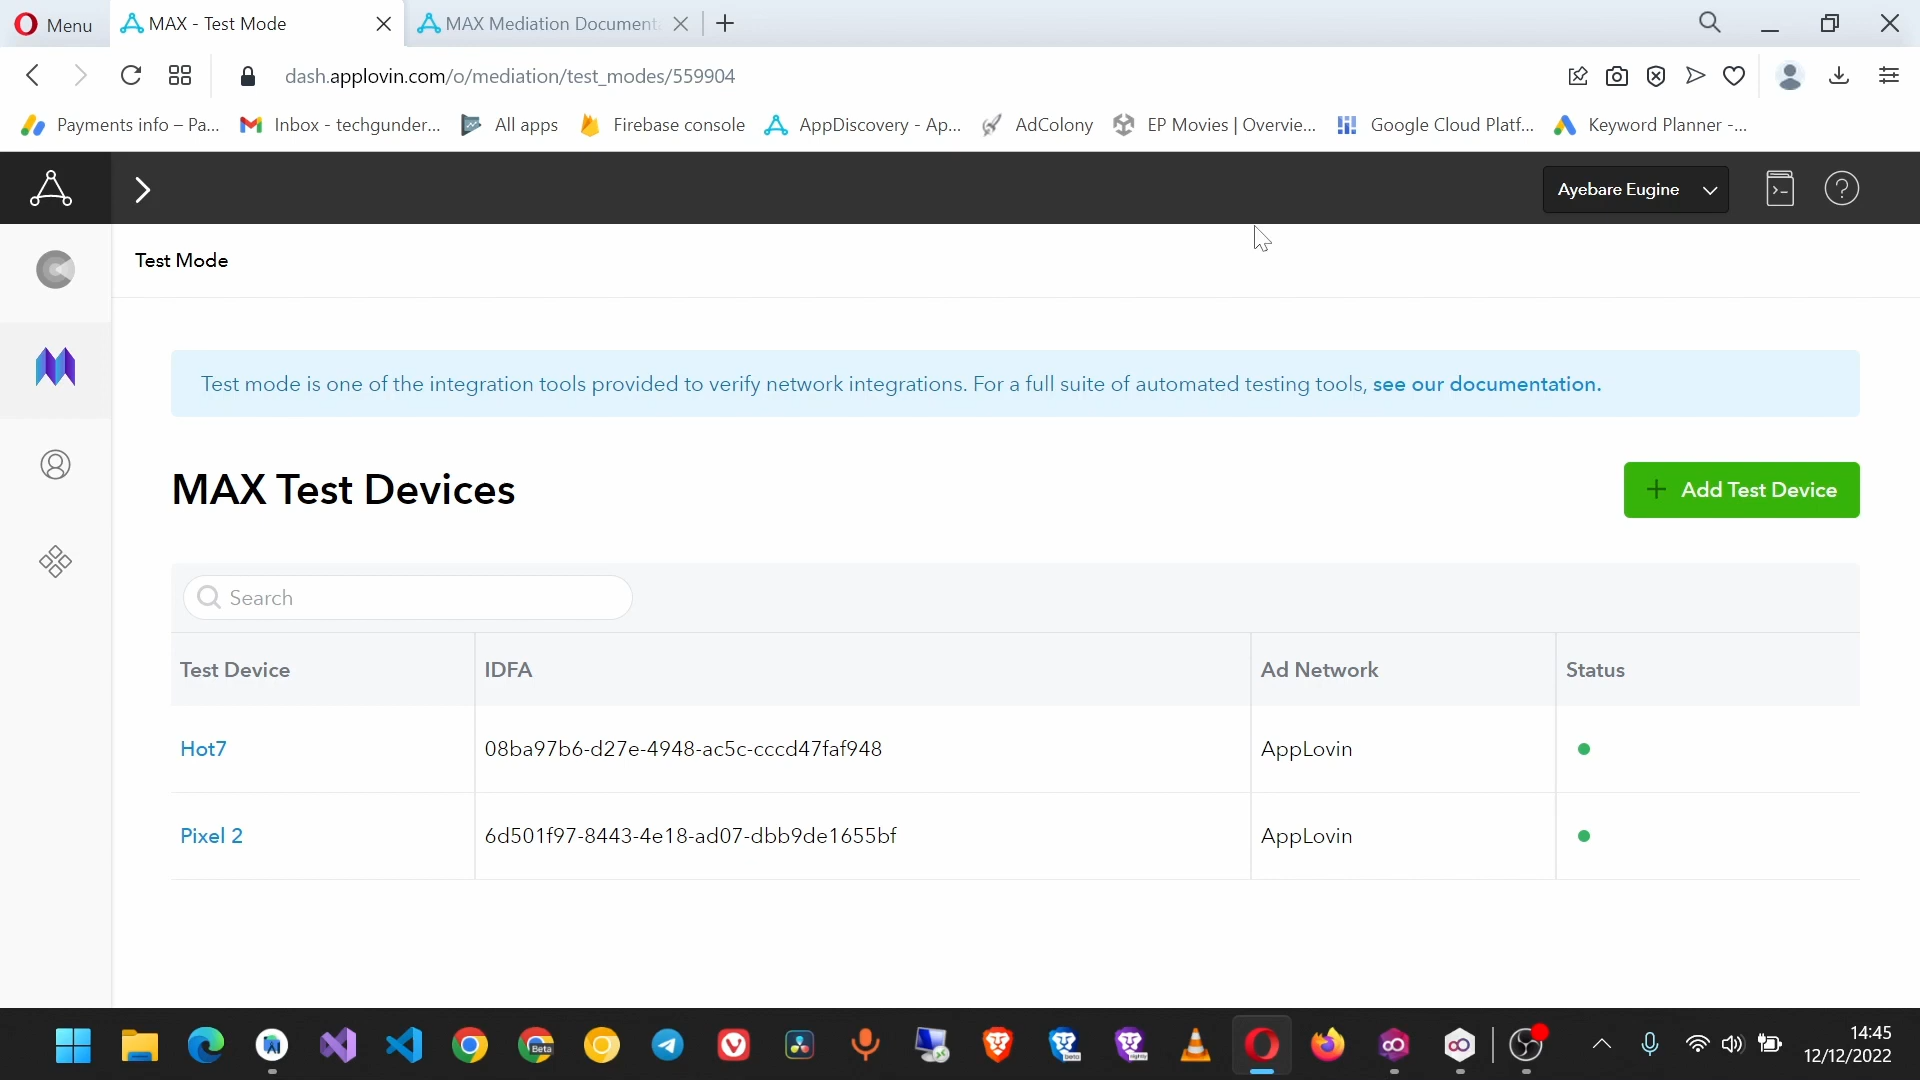 Menu
MAX - Test Mode
MAX Mediation Document
dash.applovin.com/o/mediation/test_modes/559904
Payments info – Pa...
Inbox - techgunder...
All apps
Firebase console
AppDiscovery - Ap...
AdColony
EP Movies | Overvie...
Google Cloud Platf...
Keyword Planner -...
Ayebare Eugine
Test Mode
Test mode is one of the integration tools provided to verify network integrations. For a full suite of automated testing tools, see our documentation.
MAX Test Devices
Add Test Device
Search
Test Device
IDFA
Ad Network
Status
Hot7
08ba97b6-d27e-4948-ac5c-cccd47faf948
AppLovin
Pixel 2
6d501f97-8443-4e18-ad07-dbb9de1655bf
AppLovin
Beta
beta
Nightly
14:45
12/12/2022